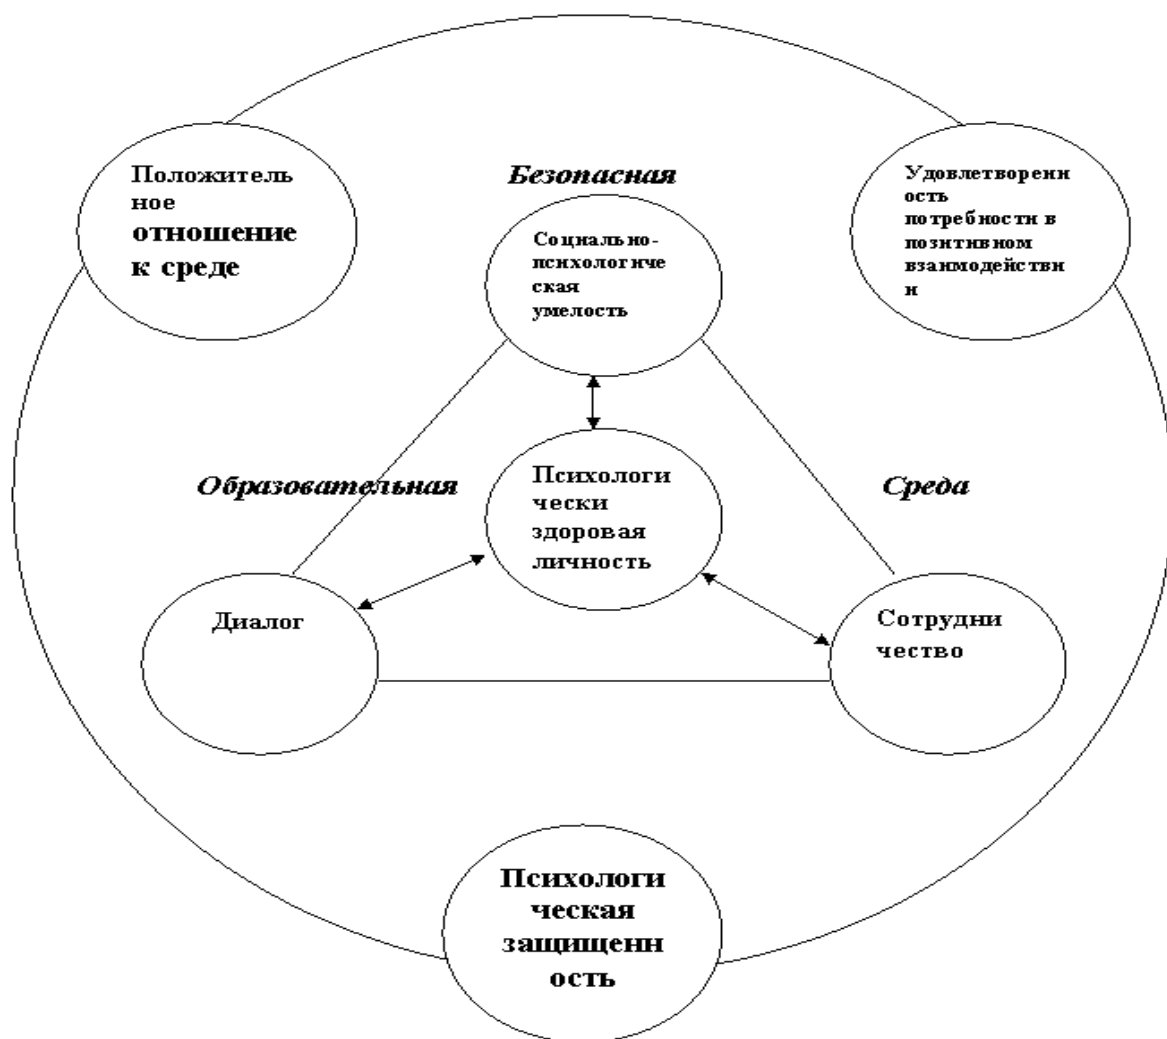 Положитель
ное
отношение
к среде
Безопасная
Удовлетворенн
ость
потребности в
позитивном
взаимодействи
и
Социально-
психологиче
ская
умелость
Образовательная
Психологи
чески
здоровая
личность
Среда
Диалог
Сотрудни
чество
Психологи
ческая
защищенн
ость